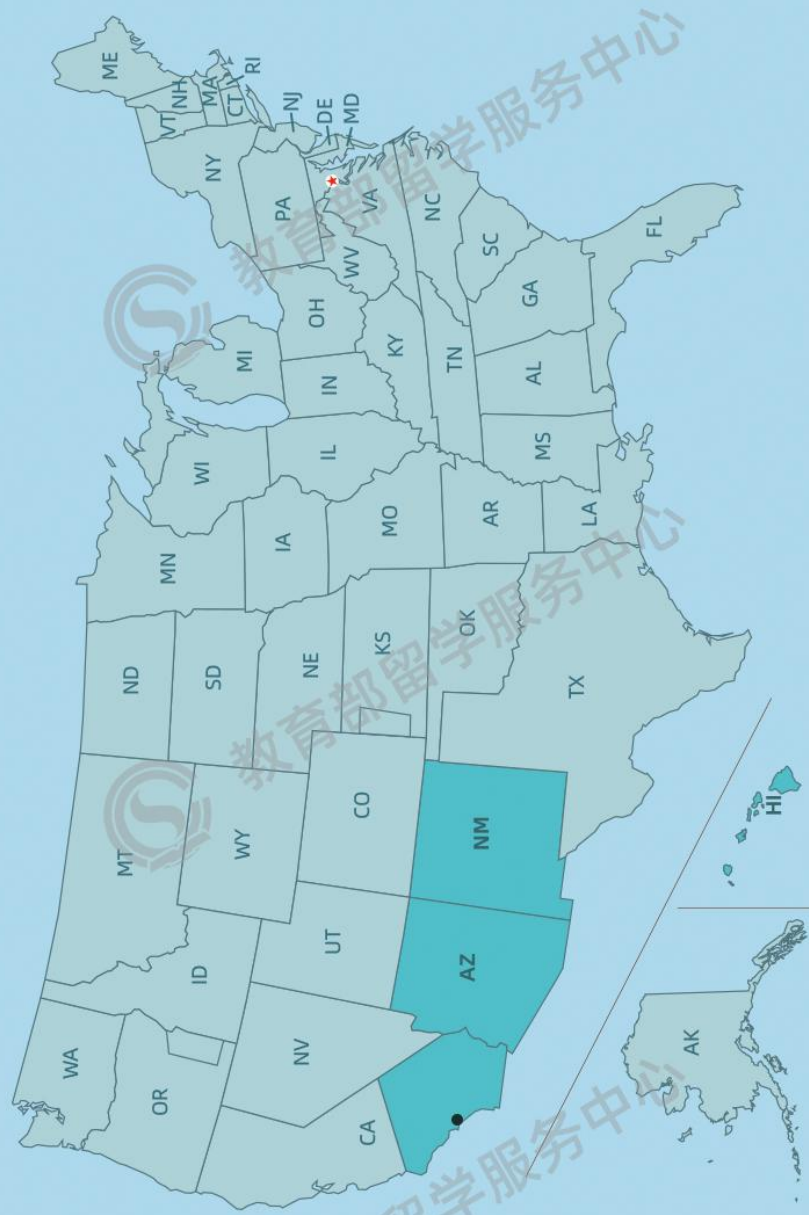 WA
OR
CA
NV
ID
MT
WY
UT
AZ
CO
NM
ND
SD
NE
KS
OK
TX
MN
IA
MO
AR
LA
WI
IL
MS
MI
IN
KY
TN
AL
OH
WV
GA
FL
SC
NC
VA
PA
NY
VT
NH
ME
MA
RI
CT
NJ
DE
MD
AK
HI
教育部留学服务中心
教育部留学服务中心
留学服务中心